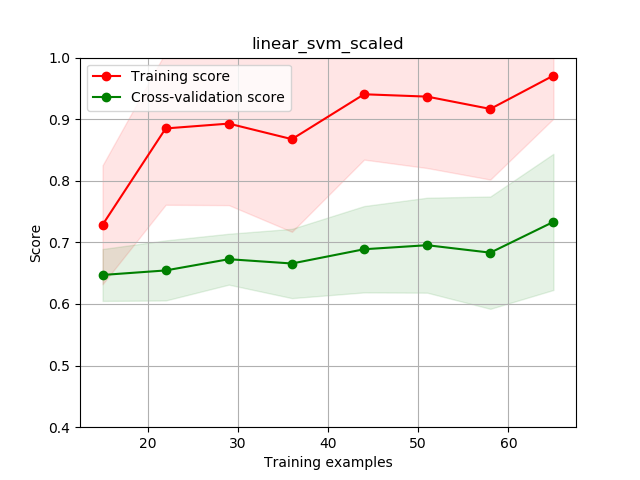 linear_svm_scaled
Training score
Cross-validation score
1.0
0.9
0.8
0.7
0.6
0.5
0.4
Score
20 30 40 50 60
Training examples